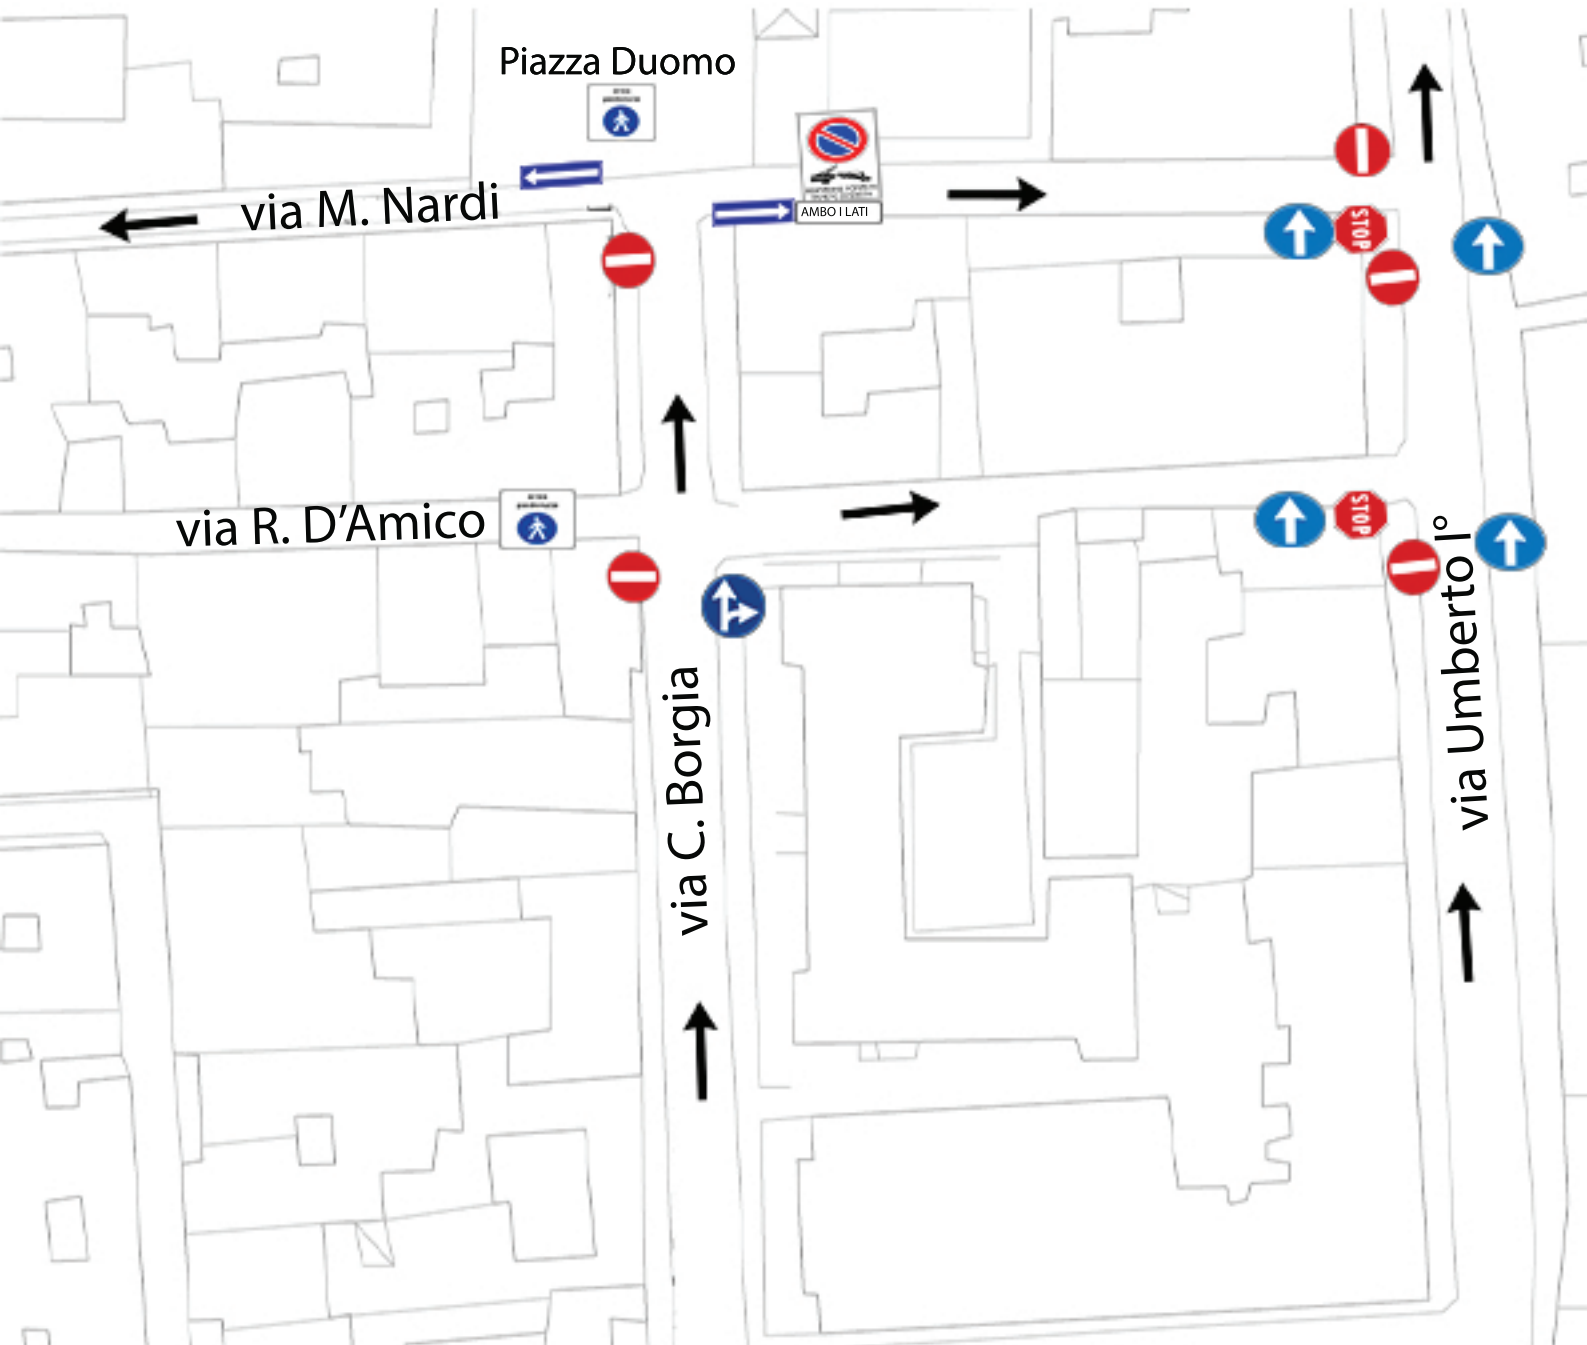 Piazza Duomo
via M. Nardi
AMBO I LATI
STOP
via R. D'Amico
STOP
via C. Borgia
via Umberto I°